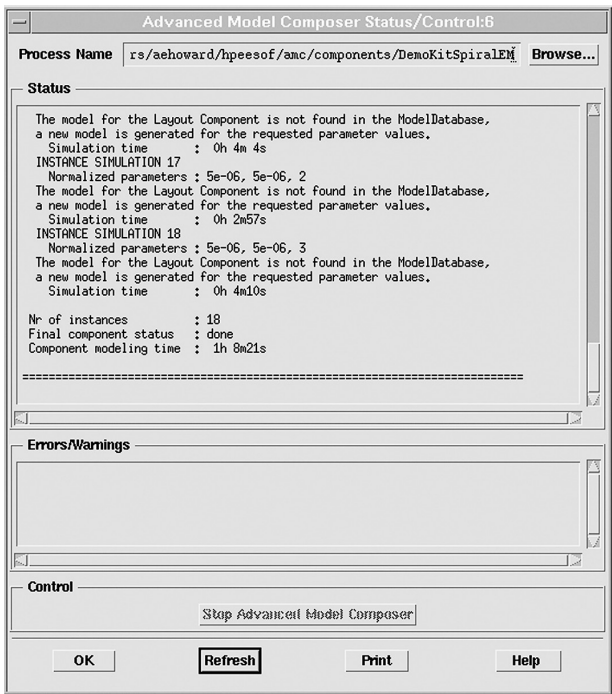 Advanced Model Composer Status/Control:6
Process Name rs/aehoward/hpeesof/amc/components/DemoKitSpiralEM Browse...
Status
The model for the Layout Component is not found in the ModelDatabase,
a new model is generated for the requested parameter values.
Simulation time : 0h 4m 4s
INSTANCE SIMULATION 17
Normalized parameters : 5e-06, 5e-06, 2
The model for the Layout Component is not found in the ModelDatabase,
a new model is generated for the requested parameter values.
Simulation time : 0h 2m57s
INSTANCE SIMULATION 18
Normalized parameters : 5e-06, 5e-06, 3
The model for the Layout Component is not found in the ModelDatabase,
a new model is generated for the requested parameter values.
Simulation time : 0h 4m10s
Nr of instances : 18
Final component status : done
Component modeling time : 1h 8m21s
============================================================================
Errors/Warnings
Control
Stop Advanced Model Composer
OK Refresh Print Help